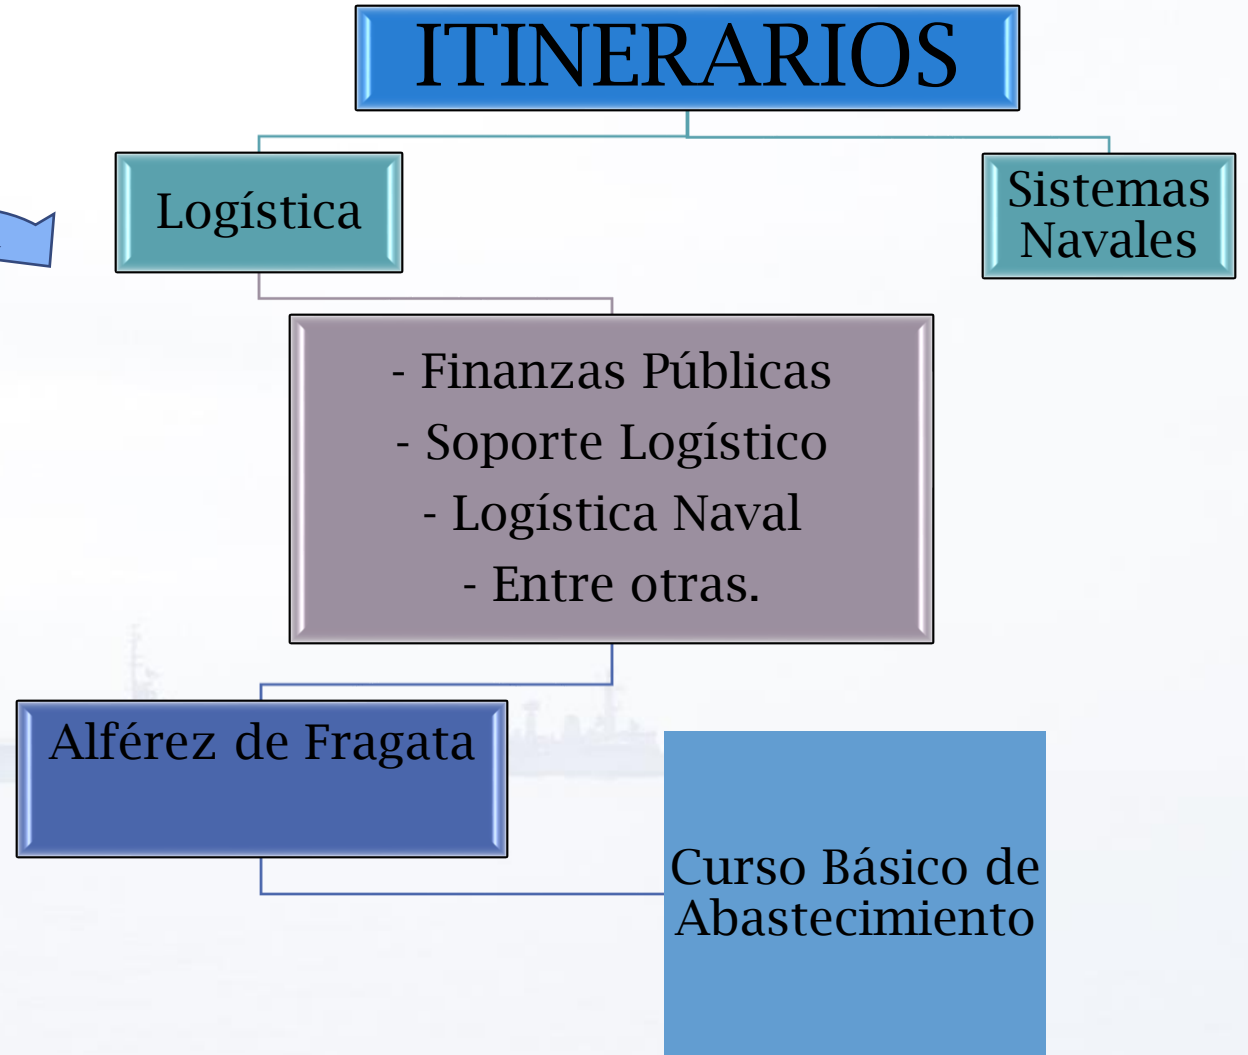 ITINERARIOS
Logística
Sistemas
Navales
- Finanzas Públicas
- Soporte Logístico
- Logística Naval
- Entre otras.
Alférez de Fragata
Curso Básico de
Abastecimiento